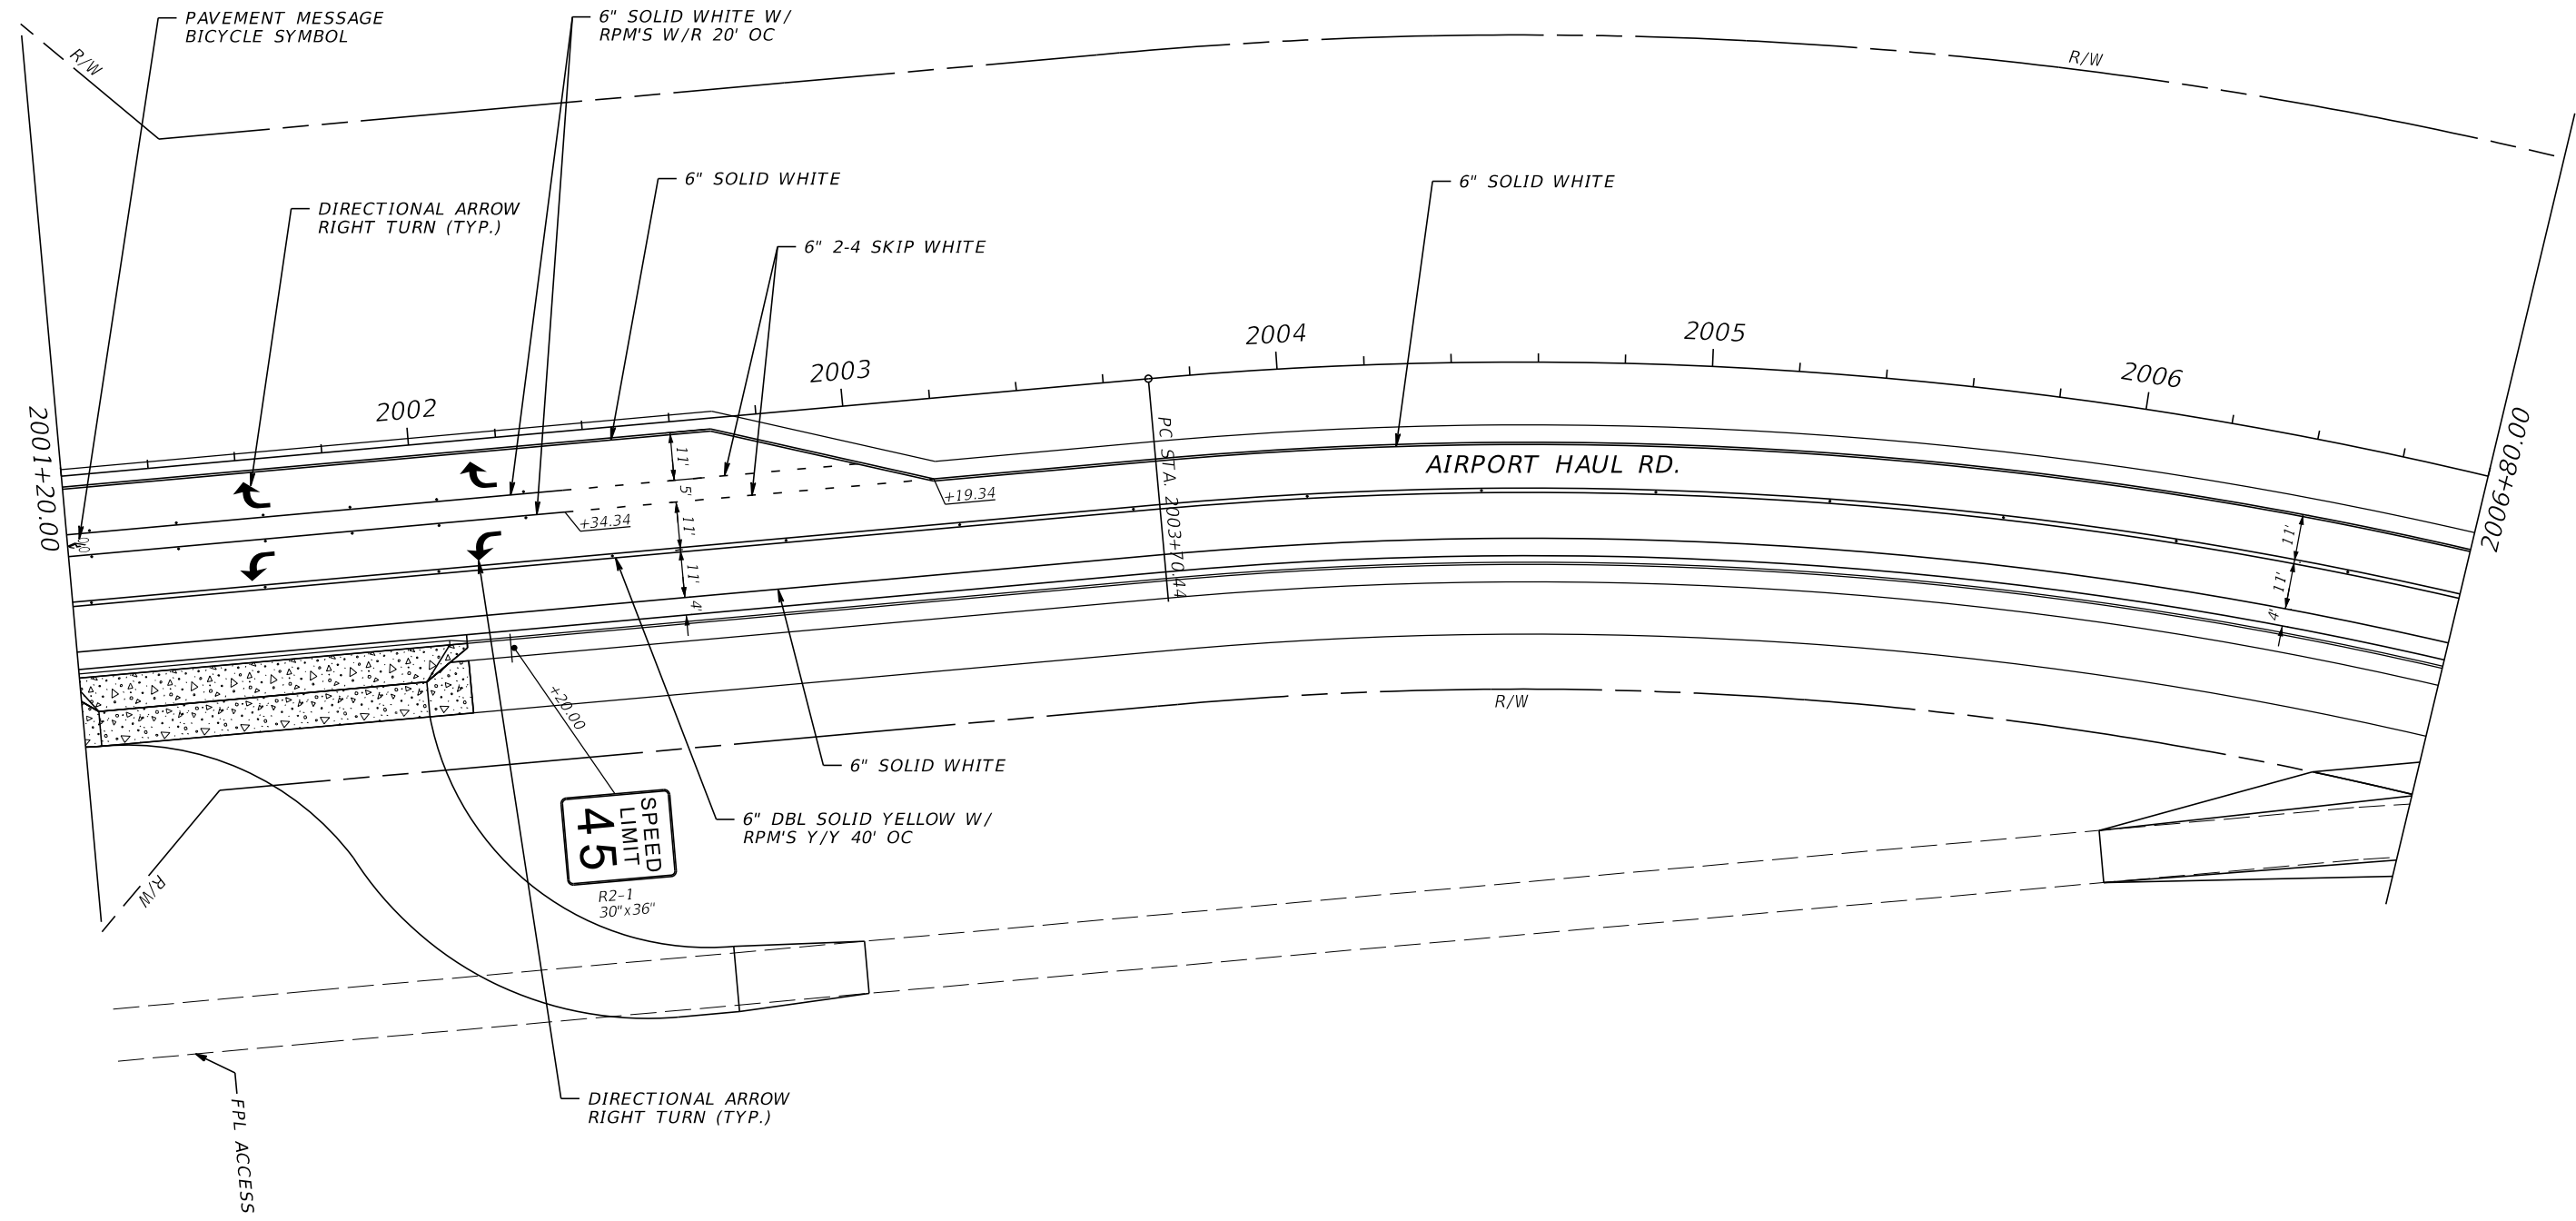 PAVEMENT MESSAGE
BICYCLE SYMBOL
6" SOLID WHITE W/
RPM'S W/R 20' OC
R/W
R/W
6" SOLID WHITE
6" SOLID WHITE
DIRECTIONAL ARROW
RIGHT TURN (TYP.)
6" 2-4 SKIP WHITE
2002
2003
2004
2005
2006
2001+20.00
2006+80.00
PC STA. 2003+70.44
AIRPORT HAUL RD.
11'
5'
11'
11'
4'
+34.34
+19.34
11'
11'
4'
+20.00
R/W
R/W
6" SOLID WHITE
6" DBL SOLID YELLOW W/
RPM'S Y/Y 40' OC
SPEED
LIMIT
45
R2-1
30"x36"
DIRECTIONAL ARROW
RIGHT TURN (TYP.)
FPL ACCESS